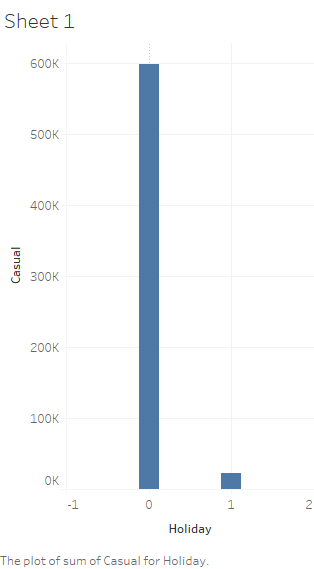 Sheet 1
600K
500K
400K
300K
200K
100K
0K
Casual
-1 0 1 2
Holiday
The plot of sum of Casual for Holiday.